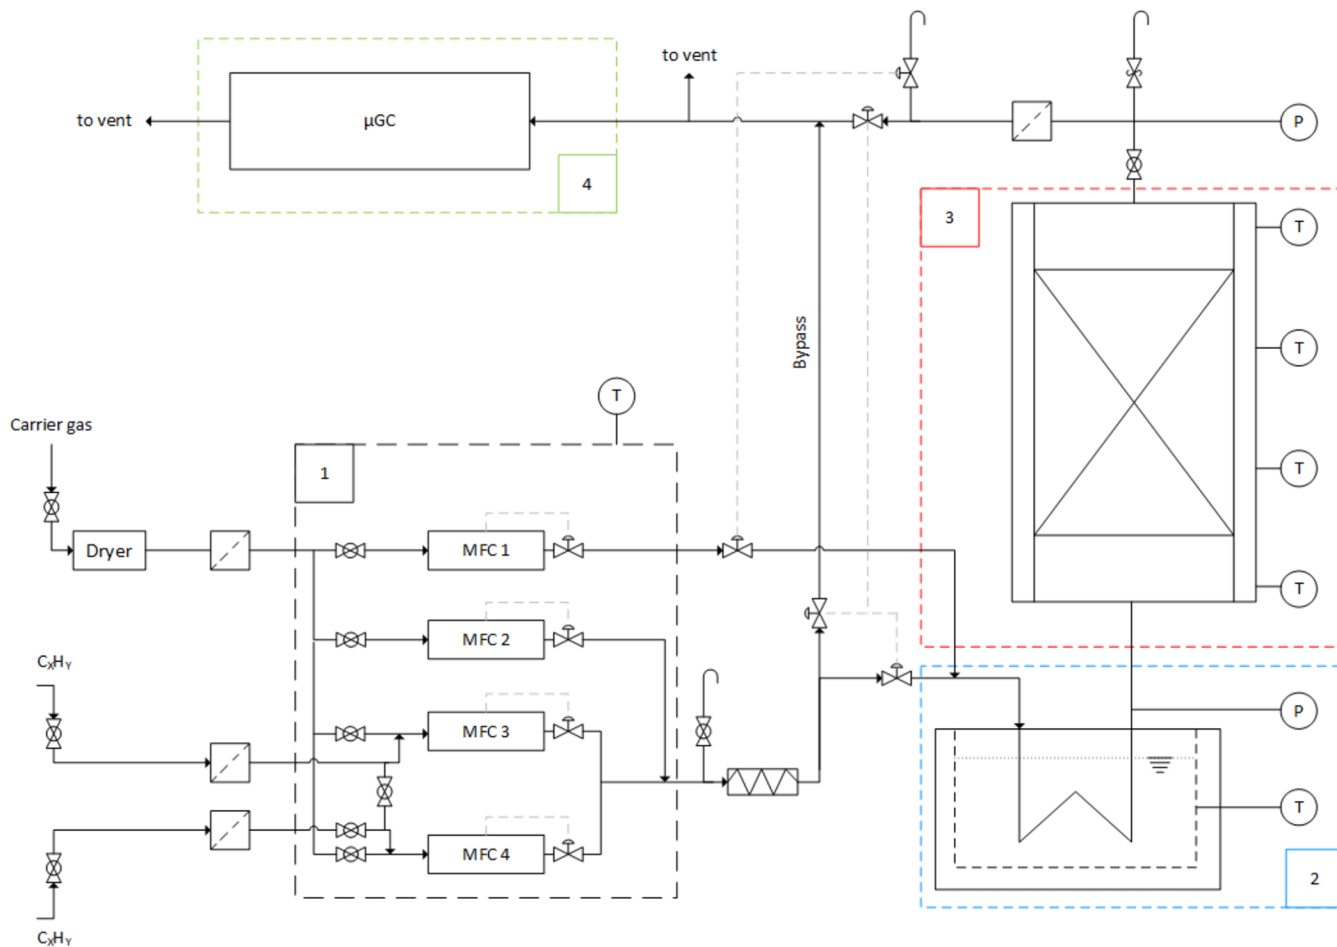 to vent
to vent
μGC
4
P
3
T
T
T
T
Bypass
T
Carrier gas
1
Dryer
MFC 1
MFC 2
CXHY
MFC 3
MFC 4
CXHY
P
T
2